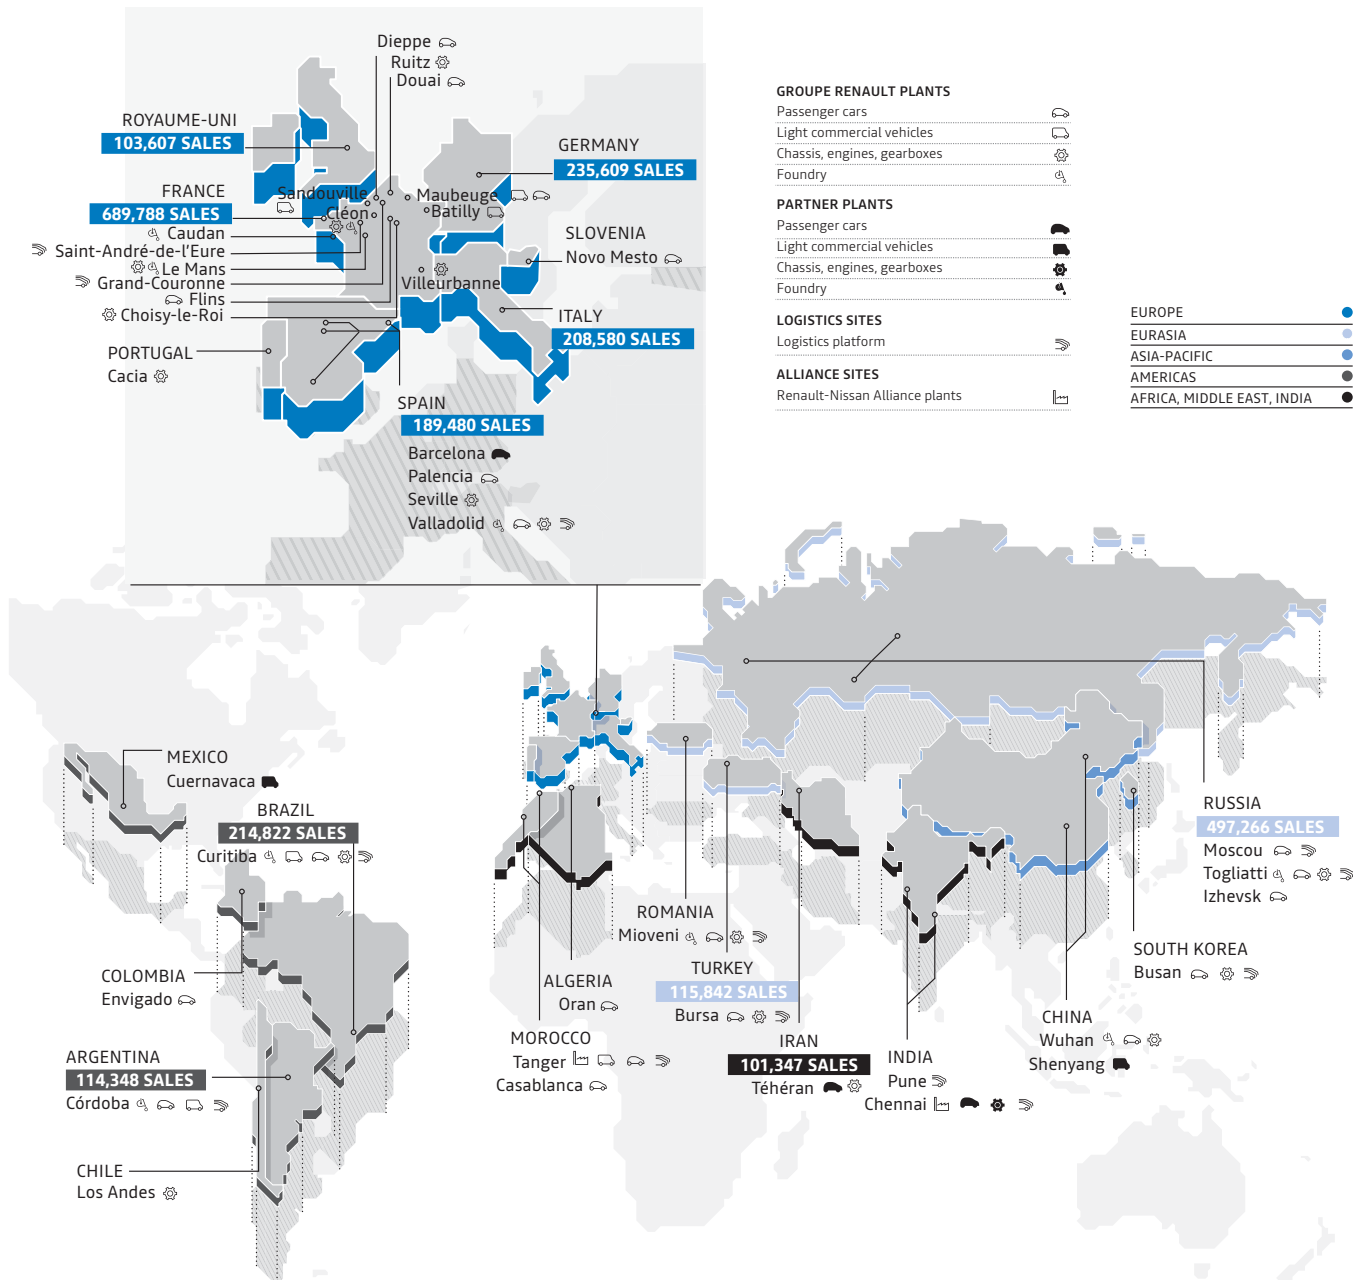 Dieppe
Ruitz
Douai
ROYAUME-UNI
103,607 SALES
GERMANY
235,609 SALES
FRANCE
689,788 SALES
Sandouville
Cléon
Maubeuge
Batilly
Caudan
Saint-André-de-l'Eure
Le Mans
Grand-Couronne
Flins
Choisy-le-Roi
SLOVENIA
Novo Mesto
Villeurbanne
ITALY
208,580 SALES
PORTUGAL
Cacia
SPAIN
189,480 SALES
Barcelona
Palencia
Seville
Valladolid
GROUPE RENAULT PLANTS
Passenger cars
Light commercial vehicles
Chassis, engines, gearboxes
Foundry
PARTNER PLANTS
Passenger cars
Light commercial vehicles
Chassis, engines, gearboxes
Foundry
LOGISTICS SITES
Logistics platform
ALLIANCE SITES
Renault-Nissan Alliance plants
EUROPE
EURASIA
ASIA-PACIFIC
AMERICAS
AFRICA, MIDDLE EAST, INDIA
MEXICO
Cuernavaca
BRAZIL
214,822 SALES
Curitiba
COLOMBIA
Envigado
ARGENTINA
114,348 SALES
Córdoba
CHILE
Los Andes
ROMANIA
Mioveni
ALGERIA
Oran
MOROCCO
Tanger
Casablanca
TURKEY
115,842 SALES
Bursa
IRAN
101,347 SALES
Téhéran
INDIA
Pune
Chennai
CHINA
Wuhan
Shenyang
SOUTH KOREA
Busan
RUSSIA
497,266 SALES
Moscou
Togliatti
Izhevsk